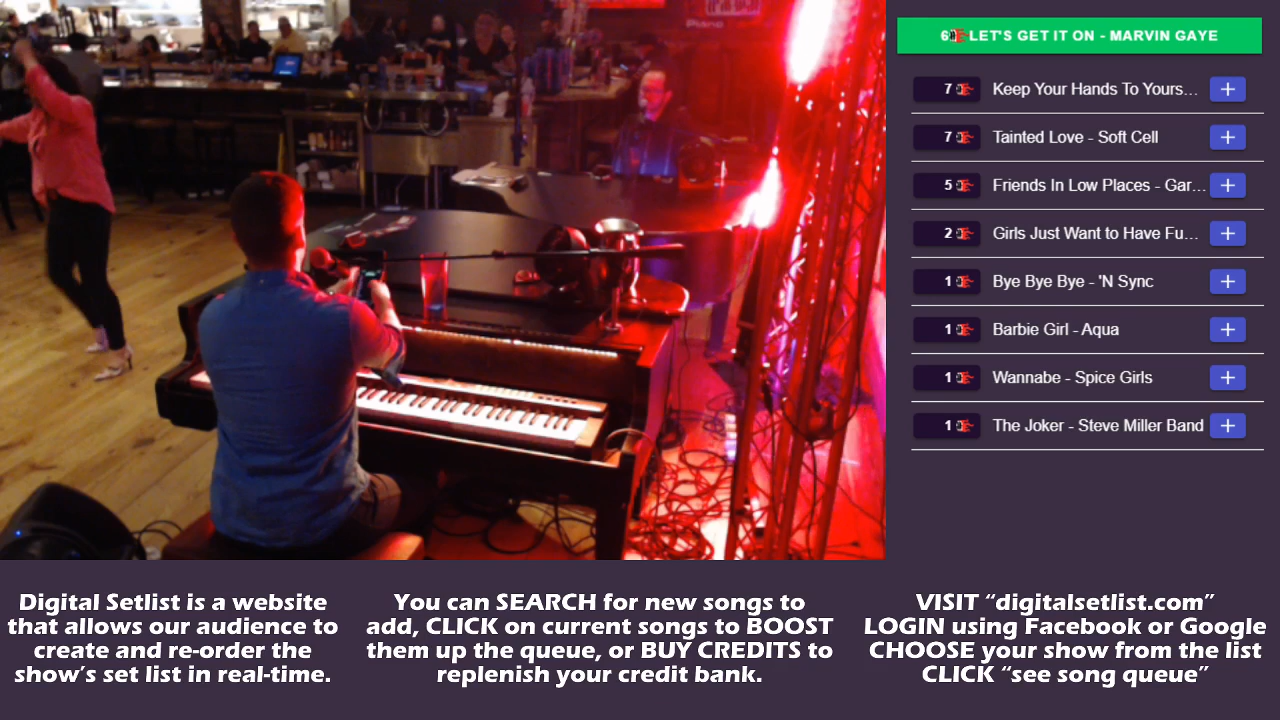 Piano
6 LET'S GET IT ON - MARVIN GAYE
7 Keep Your Hands To Yours...
7 Tainted Love - Soft Cell
5 Friends In Low Places - Gar...
2 Girls Just Want to Have Fu...
1 Bye Bye Bye - 'N Sync
1 Barbie Girl - Aqua
1 Wannabe - Spice Girls
1 The Joker - Steve Miller Band
Digital Setlist is a website
that allows our audience to
create and re-order the
show's set list in real-time.
You can SEARCH for new songs to
add, CLICK on current songs to BOOST
them up the queue, or BUY CREDITS to
replenish your credit bank.
VISIT “digitalsetlist.com”
LOGIN using Facebook or Google
CHOOSE your show from the list
CLICK “see song queue”